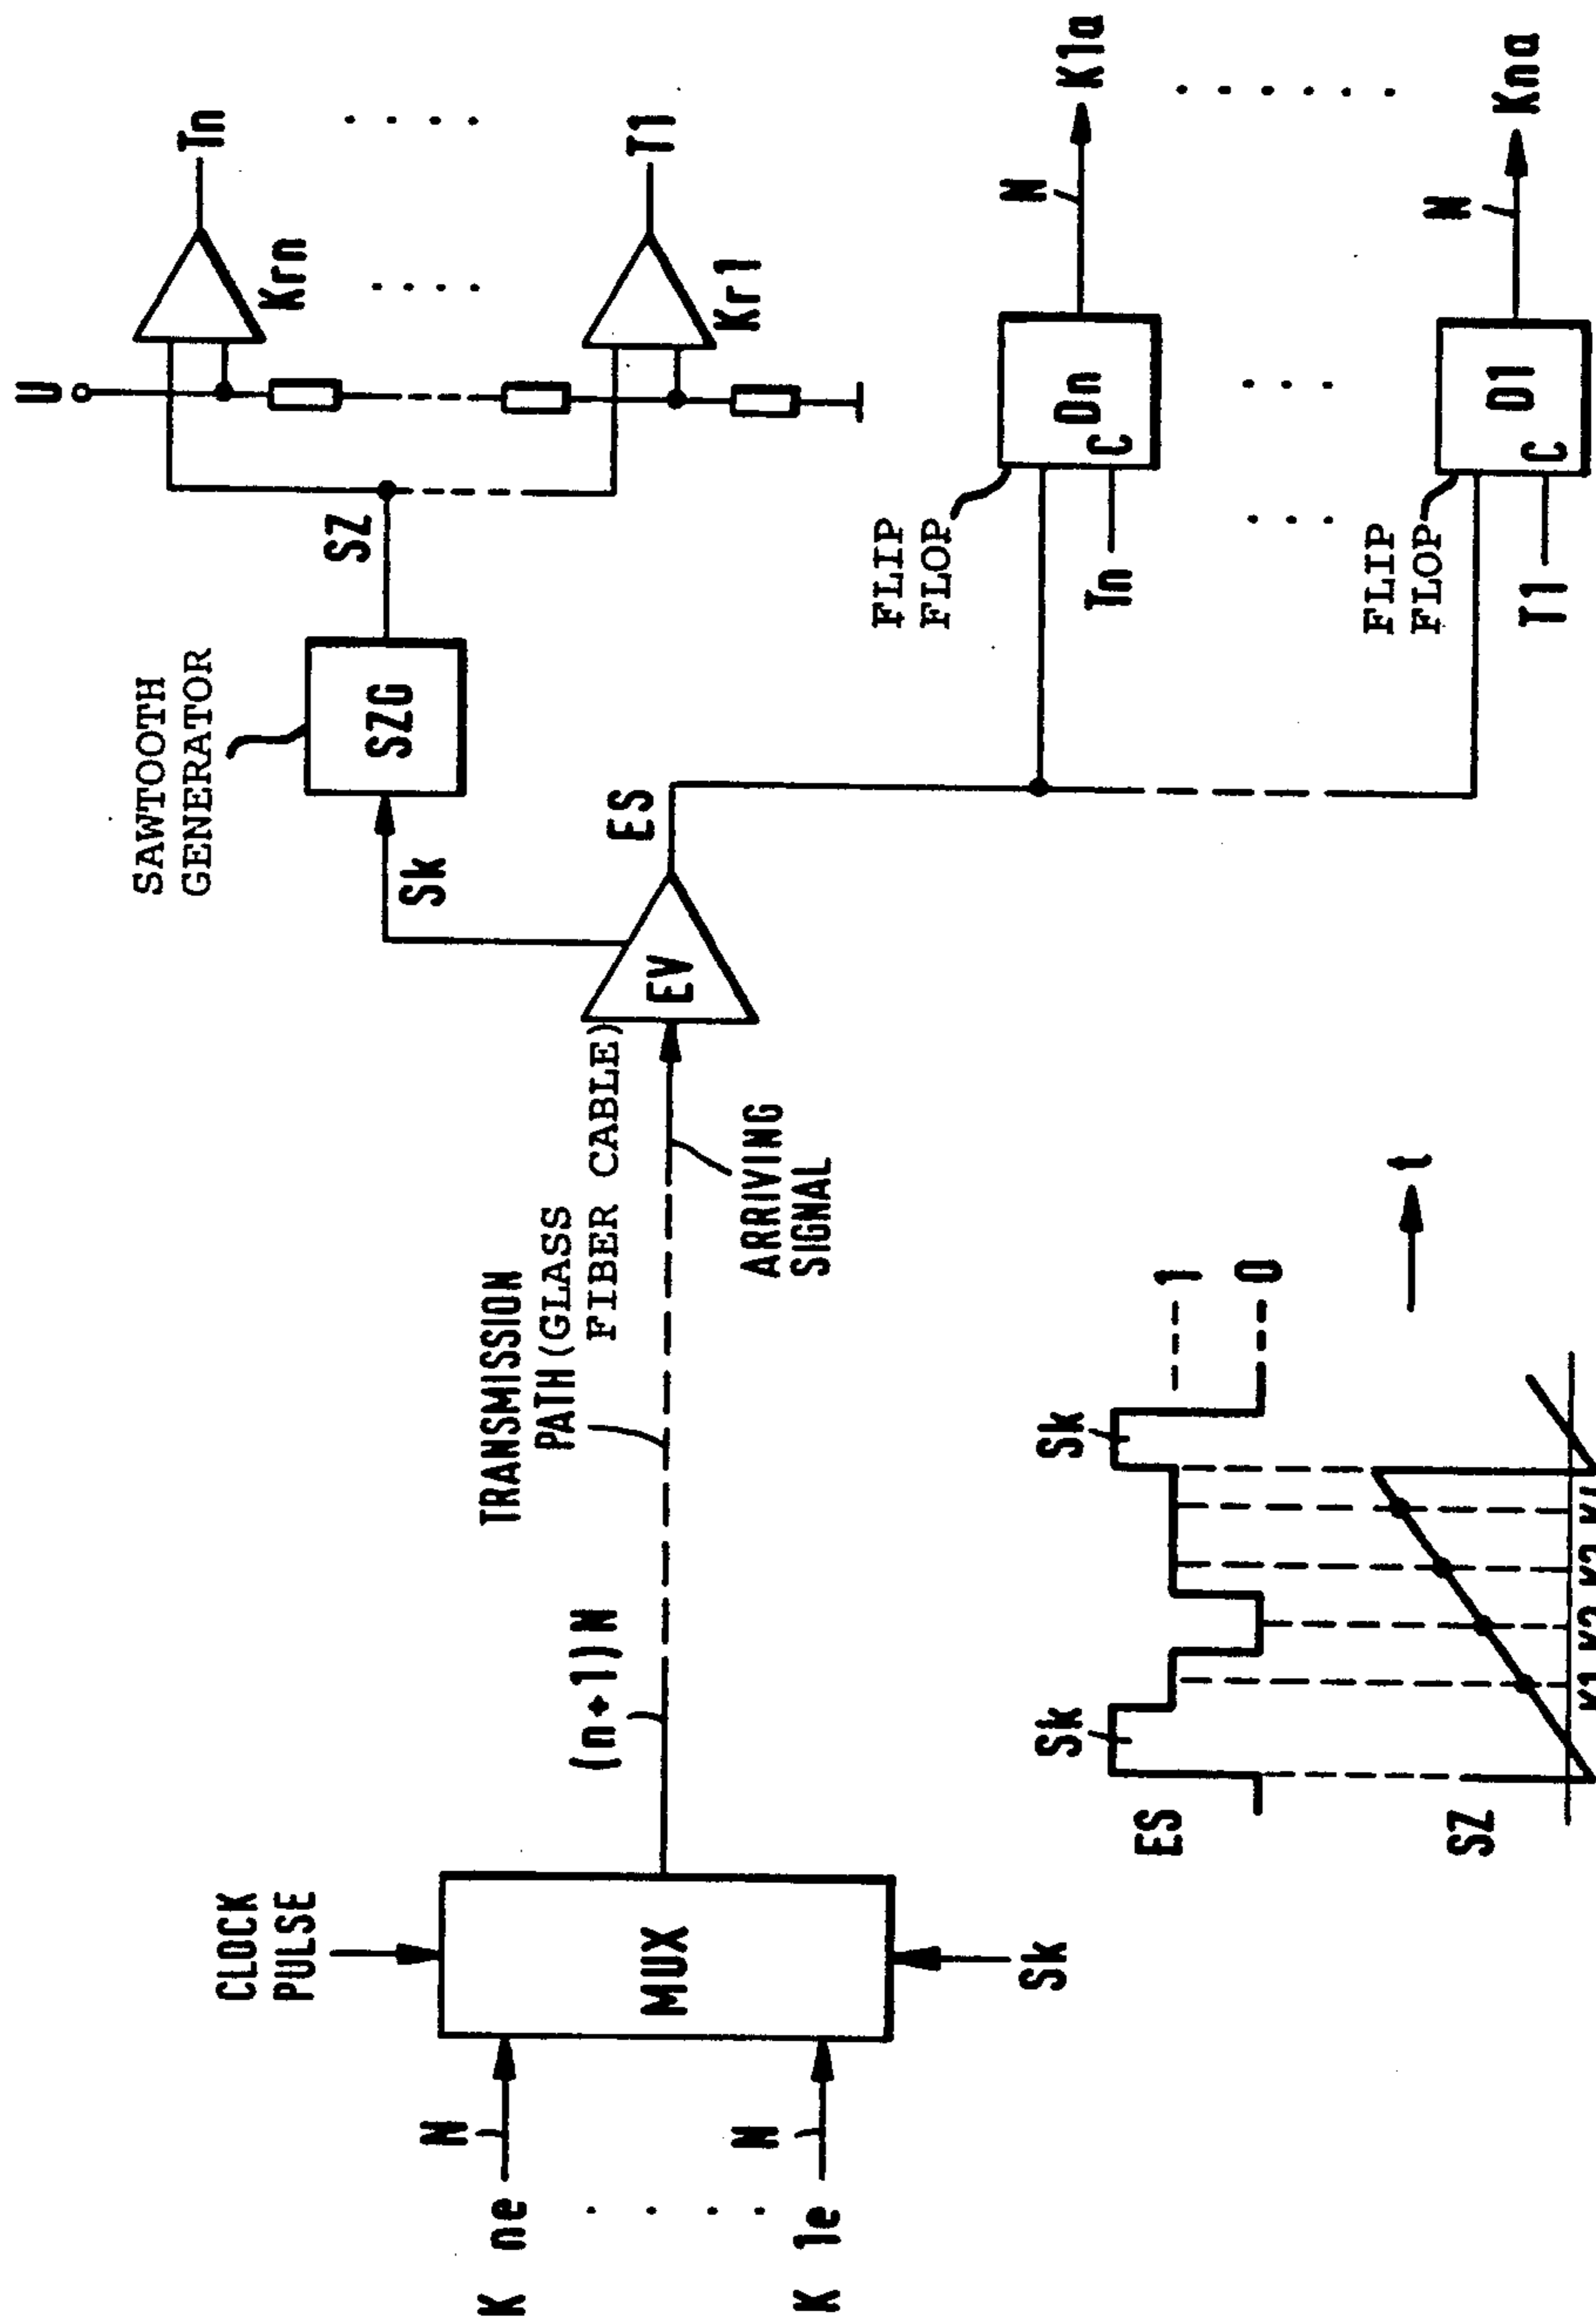 SAWTOOTH
GENERATOR
U
Krn
Tn
SZG
SZ
Kr1
T1
Sk
CLOCK
PULSE
K ne
N
MUX
K 1e
N
Sk
(n+1)N
TRANSMISSION
PATH (GLASS
FIBER CABLE)
ARRIVING
SIGNAL
EV
ES
FLIP
FLOP
Dn
C
Tn
N
K1a
FLIP
FLOP
D1
C
T1
N
Kna
ES
Sk
Sk
1
0
t
SZ
K1